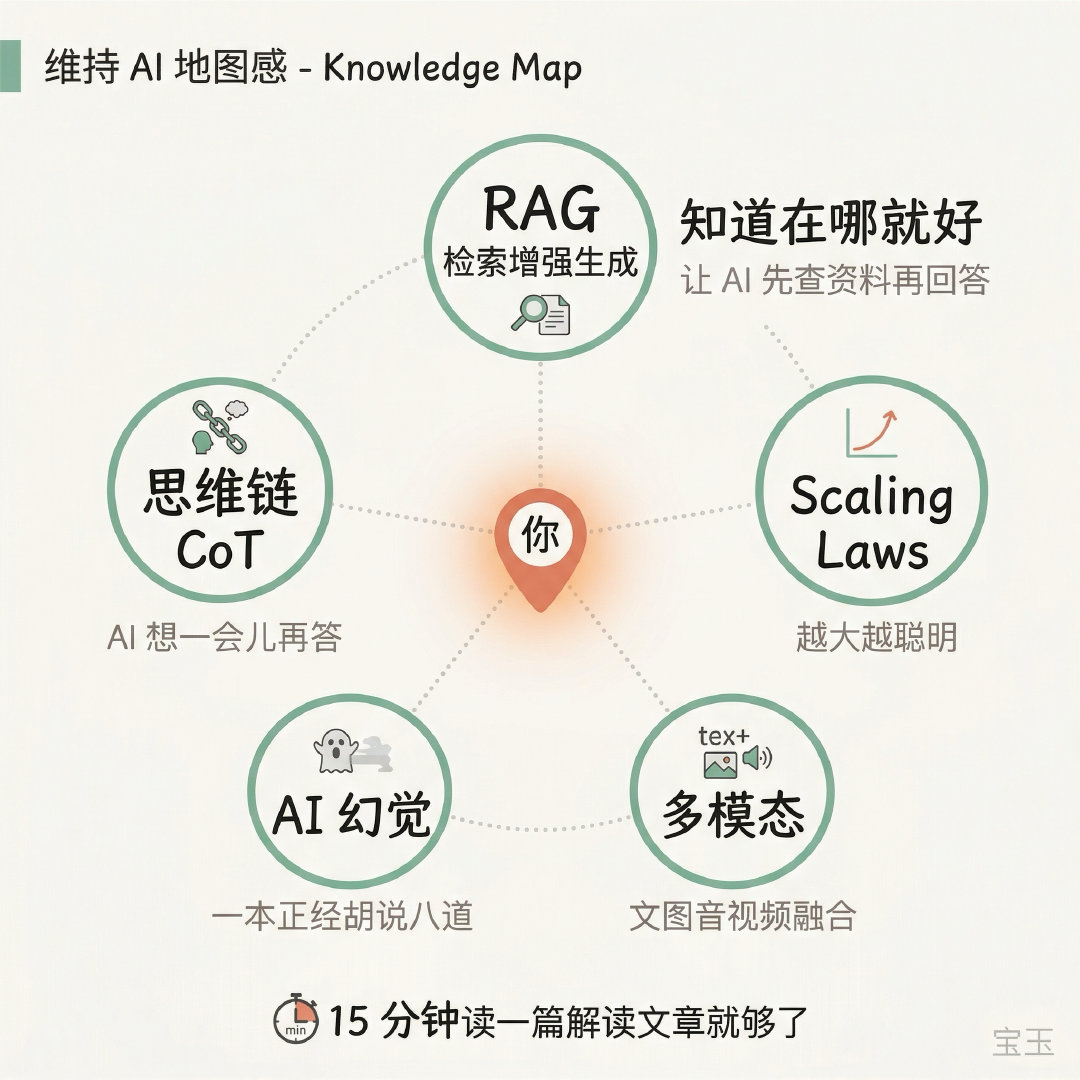 维持 AI 地图感 - Knowledge Map
RAG
检索增强生成
知道在哪就好
让 AI 先查资料再回答
思维链
CoT
AI 想一会儿再答
你
Scaling
Laws
越大越聪明
AI 幻觉
一本正经胡说八道
tex+
多模态
文图音视频融合
min
15 分钟读一篇解读文章就够了
宝玉